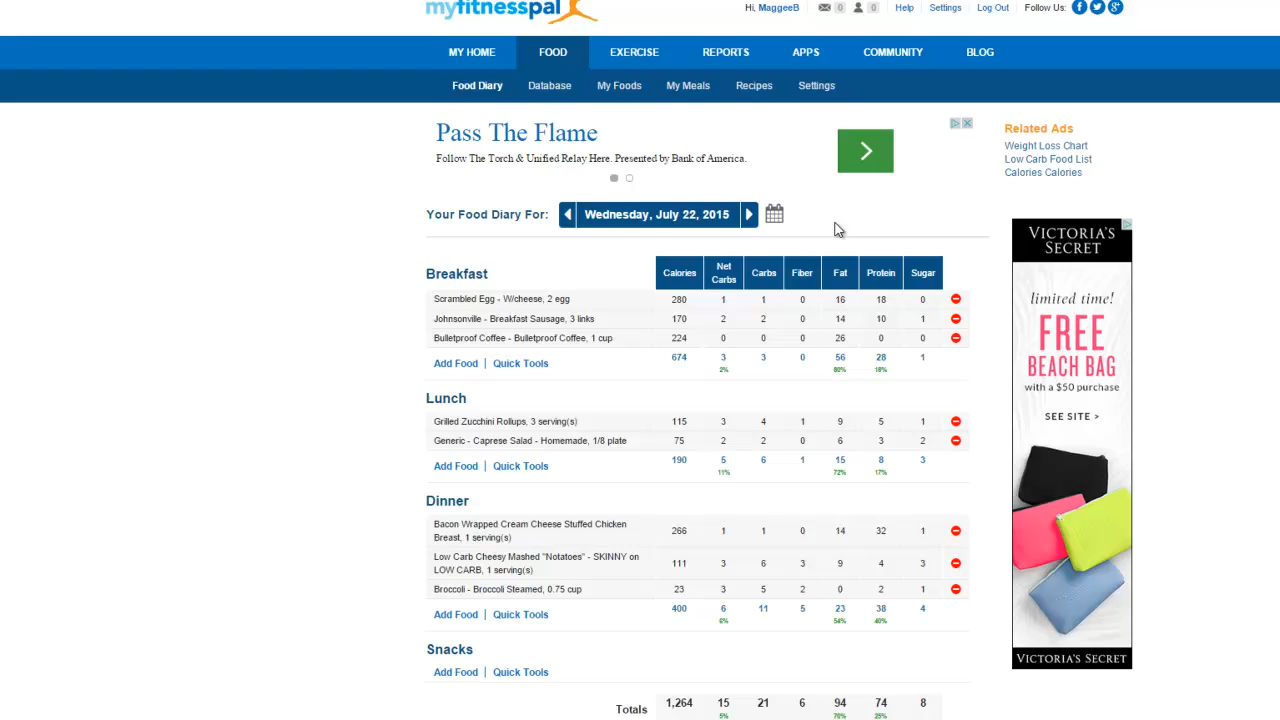 myfitnesspal
Hi, MaggeeB 0 0 Help Settings Log Out Follow Us:
MY HOME FOOD EXERCISE REPORTS APPS COMMUNITY BLOG
Food Diary Database My Foods My Meals Recipes Settings
Pass The Flame
Follow The Torch & Unified Relay Here. Presented by Bank of America.
Related Ads
Weight Loss Chart
Low Carb Food List
Calories Calories
Your Food Diary For: Wednesday, July 22, 2015
Breakfast Calories Net Carbs Carbs Fiber Fat Protein Sugar
Scrambled Egg - W/cheese, 2 egg 280 1 1 0 16 18 0
Johnsonville - Breakfast Sausage, 3 links 170 2 2 0 14 10 1
Bulletproof Coffee - Bulletproof Coffee, 1 cup 224 0 0 0 26 0 0
Add Food | Quick Tools 674 3 3 0 56 28 1
2% 80% 18%
Lunch
Grilled Zucchini Rollups, 3 serving(s) 115 3 4 1 9 5 1
Generic - Caprese Salad - Homemade, 1/8 plate 75 2 2 0 6 3 2
Add Food | Quick Tools 190 5 6 1 15 8 3
11% 72% 17%
Dinner
Bacon Wrapped Cream Cheese Stuffed Chicken
Breast, 1 serving(s) 266 1 1 0 14 32 1
Low Carb Cheesy Mashed "Notatoes" - SKINNY on
LOW CARB, 1 serving(s) 111 3 6 3 9 4 3
Broccoli - Broccoli Steamed, 0.75 cup 23 3 5 2 0 2 1
Add Food | Quick Tools 400 6 11 5 23 38 4
6% 54% 40%
Snacks
Add Food | Quick Tools
Totals 1,264 15 21 6 94 74 8
5% 70% 25%
VICTORIA'S
SECRET
limited time!
FREE
BEACH BAG
with a $50 purchase
SEE SITE >
VICTORIA'S SECRET